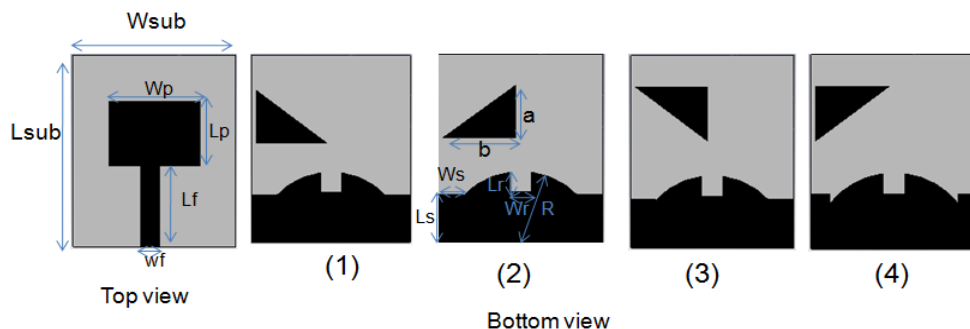 Wsub
Lsub
Wp
Lp
Lf
wf
Top view
(1)
a
b
Ws
Lr
Wr
R
Ls
(2)
(3)
(4)
Bottom view